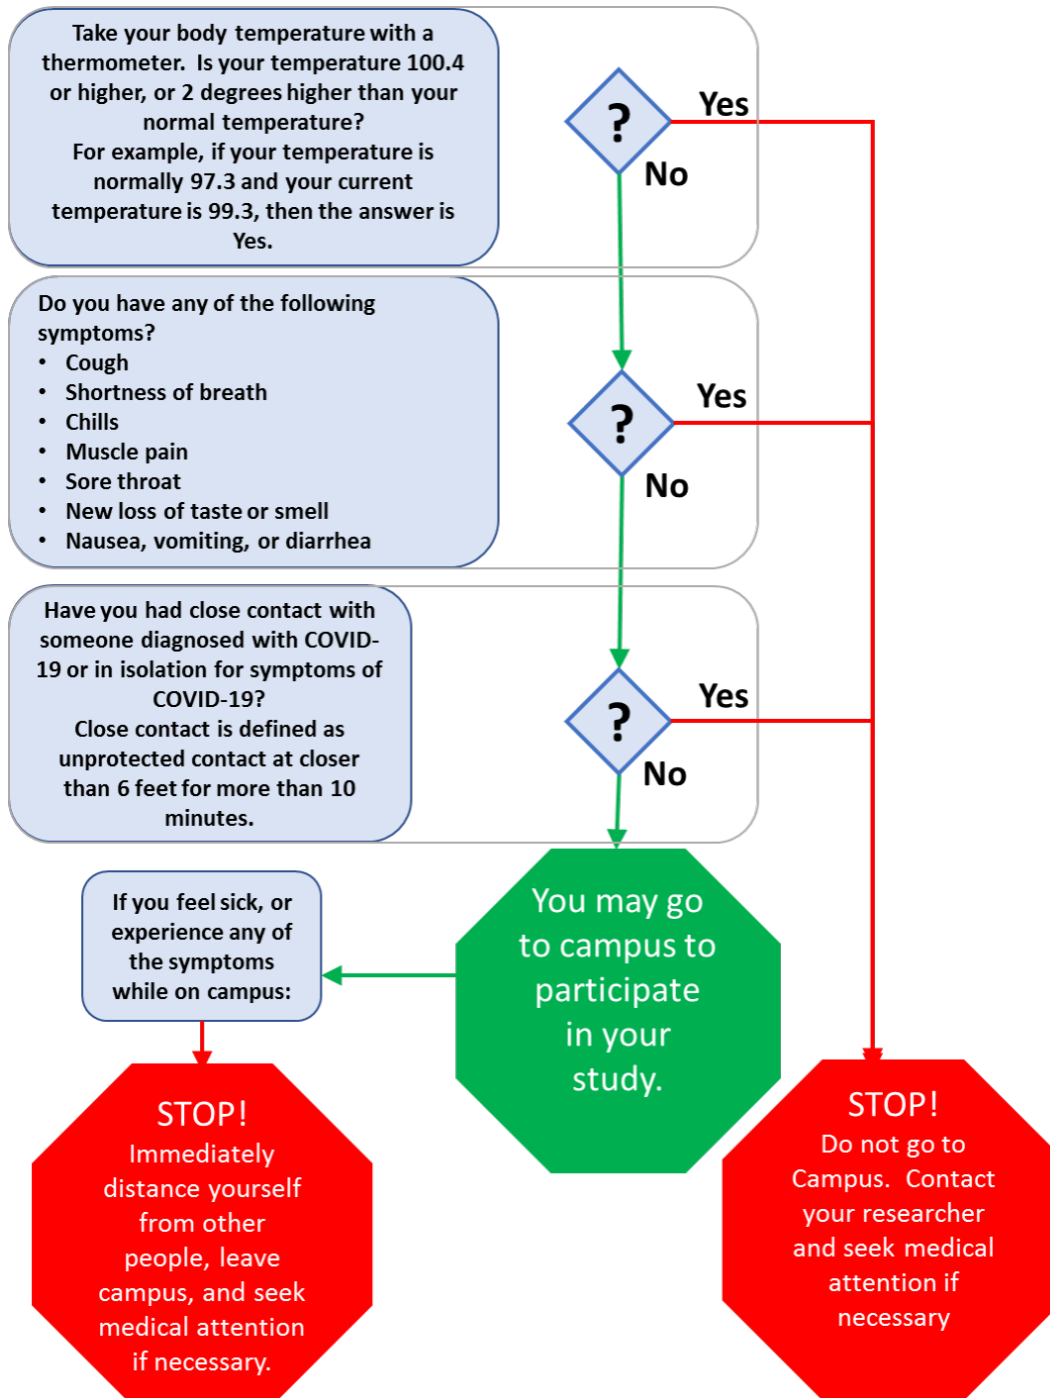 Take your body temperature with a
thermometer.  Is your temperature 100.4
or higher, or 2 degrees higher than your
normal temperature?
For example, if your temperature is
normally 97.3 and your current
temperature is 99.3, then the answer is
Yes.
?
Yes
No
Do you have any of the following
symptoms?
• Cough
• Shortness of breath
• Chills
• Muscle pain
• Sore throat
• New loss of taste or smell
• Nausea, vomiting, or diarrhea
?
Yes
No
Have you had close contact with
someone diagnosed with COVID-
19 or in isolation for symptoms of
COVID-19?
Close contact is defined as
unprotected contact at closer
than 6 feet for more than 10
minutes.
?
Yes
No
You may go
to campus to
participate
in your
study.
If you feel sick, or
experience any of
the symptoms
while on campus:
STOP!
Immediately
distance yourself
from other
people, leave
campus, and seek
medical attention
if necessary.
STOP!
Do not go to
Campus.  Contact
your researcher
and seek medical
attention if
necessary